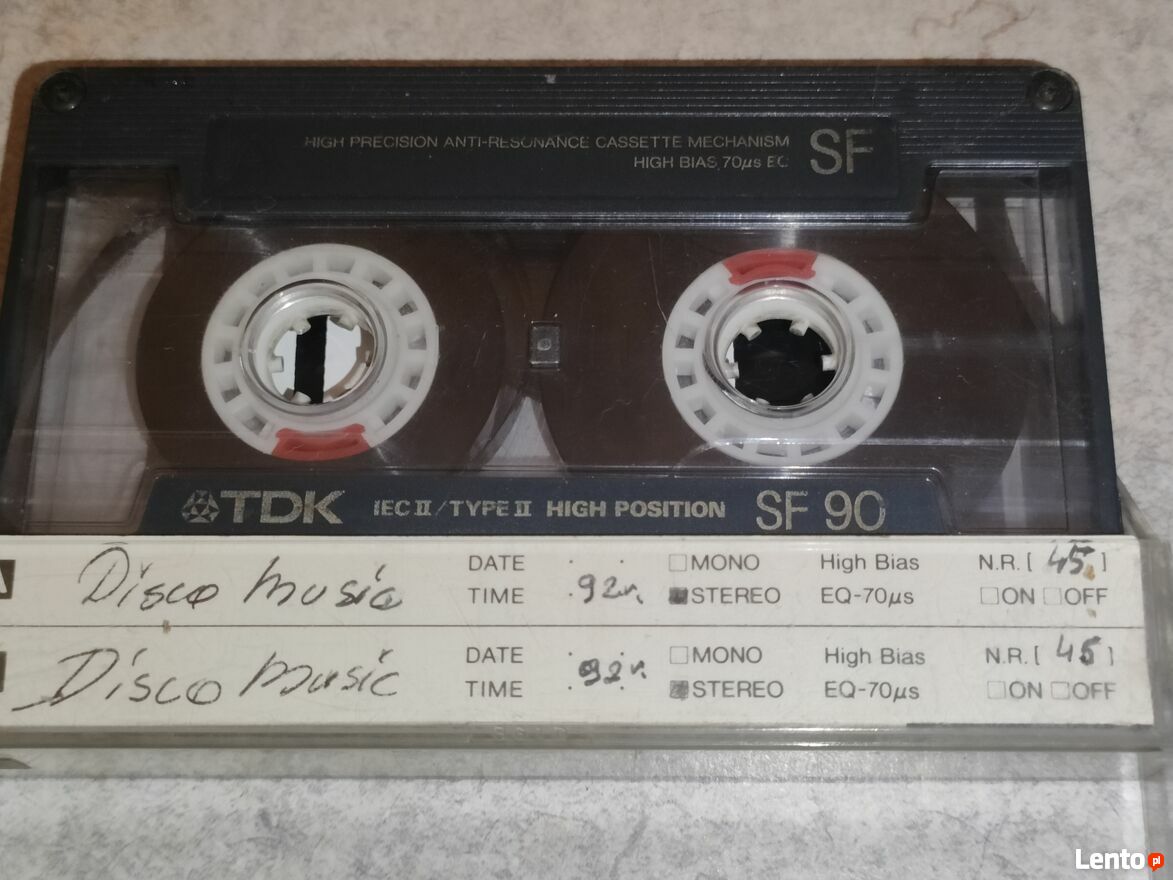 A HIGH PRECISION ANTI-RESONANCE CASSETTE MECHANISM SF
HIGH BIAS 70µs EQ
TDK IEC II / TYPE II HIGH POSITION SF 90
A Disco Music DATE 92r. □MONO High Bias N.R.[ 45 ]
TIME ■STEREO EQ-70µs □ON □OFF
Disco Music DATE 92r. □MONO High Bias N.R.[ 45 ]
TIME ■STEREO EQ-70µs □ON □OFF
Lento.pl